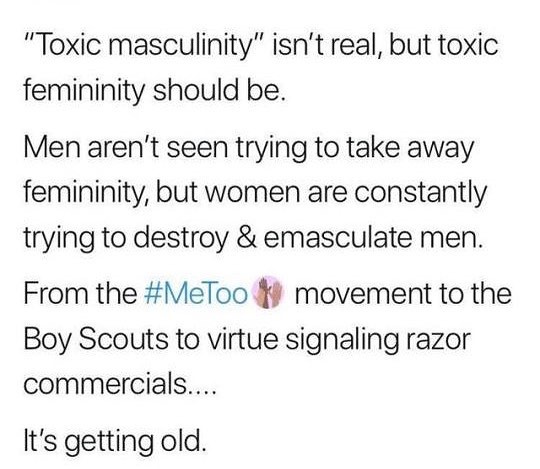 "Toxic masculinity" isn't real, but toxic
femininity should be.
Men aren't seen trying to take away
femininity, but women are constantly
trying to destroy & emasculate men.
From the #MeToo movement to the
Boy Scouts to virtue signaling razor
commercials....
It's getting old.